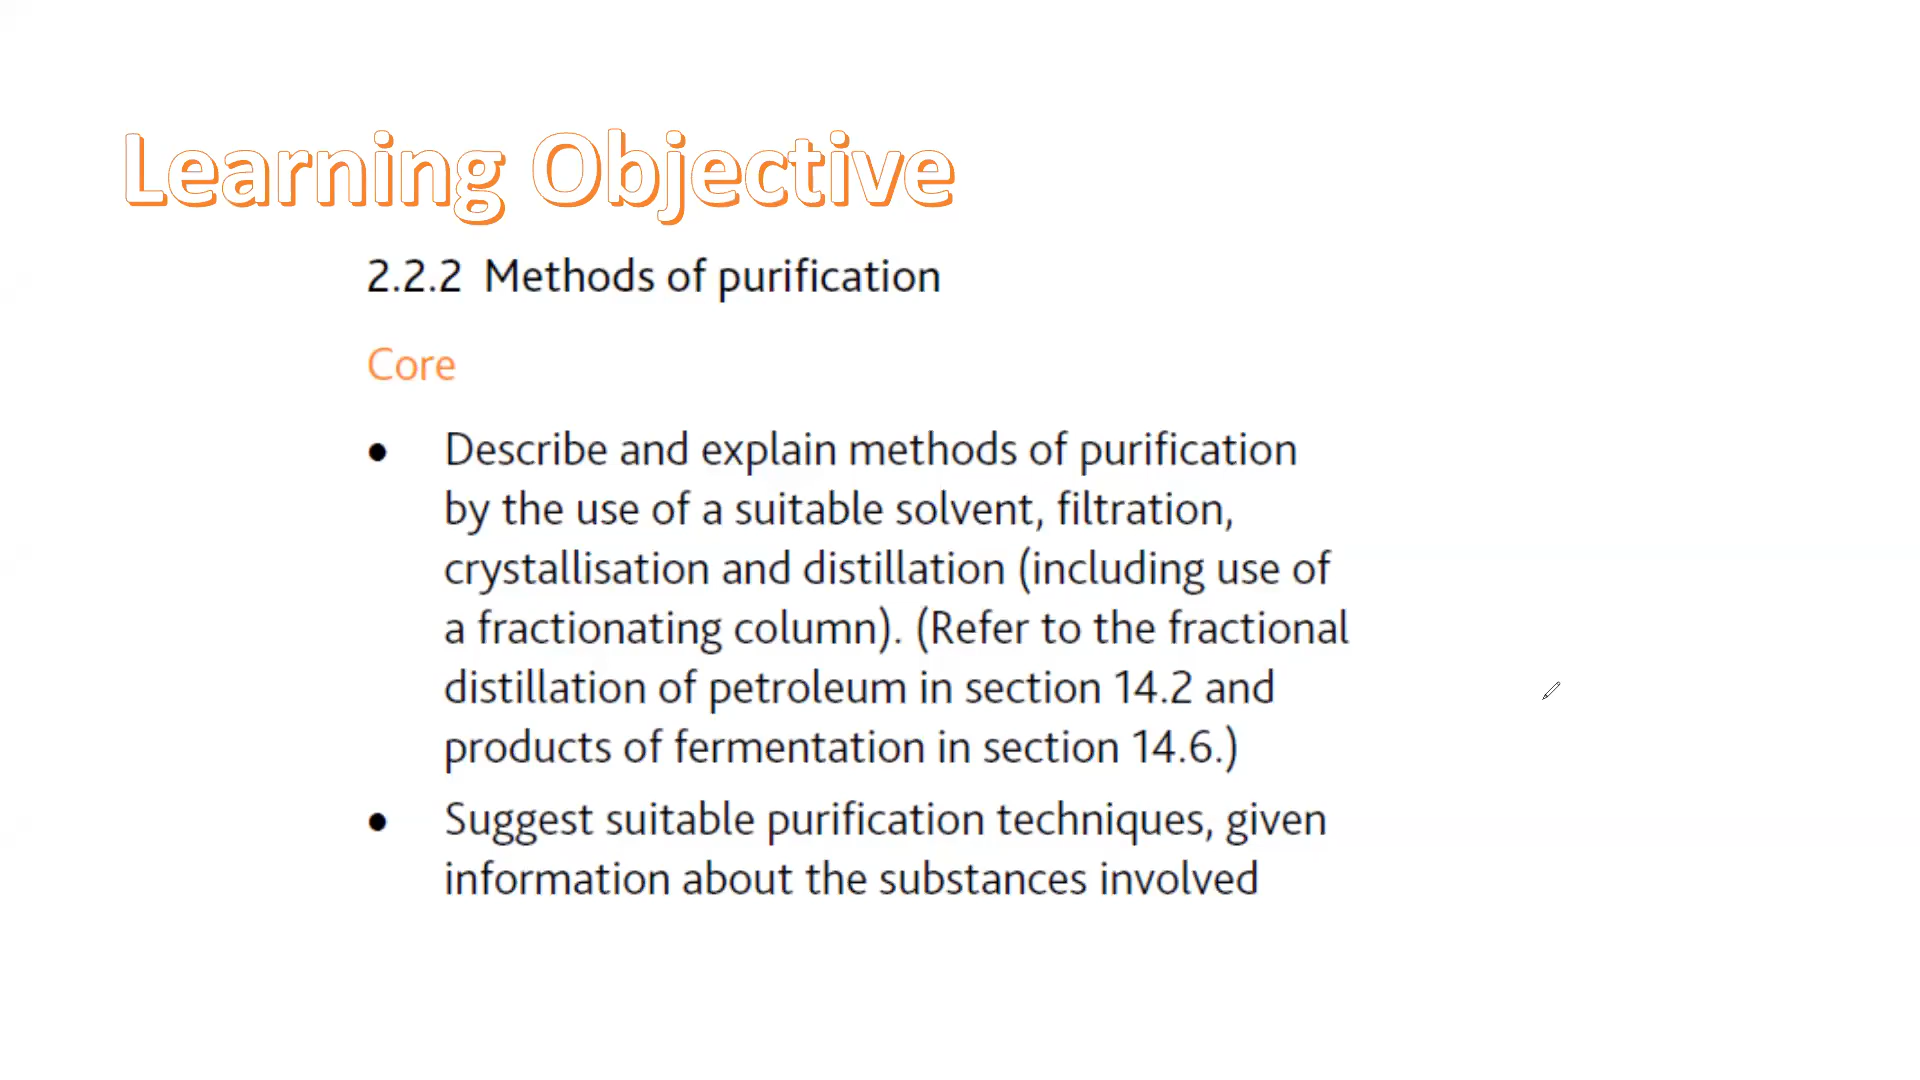 Learning Objective
2.2.2 Methods of purification
Core
• Describe and explain methods of purification
by the use of a suitable solvent, filtration,
crystallisation and distillation (including use of
a fractionating column). (Refer to the fractional
distillation of petroleum in section 14.2 and
products of fermentation in section 14.6.)
• Suggest suitable purification techniques, given
information about the substances involved